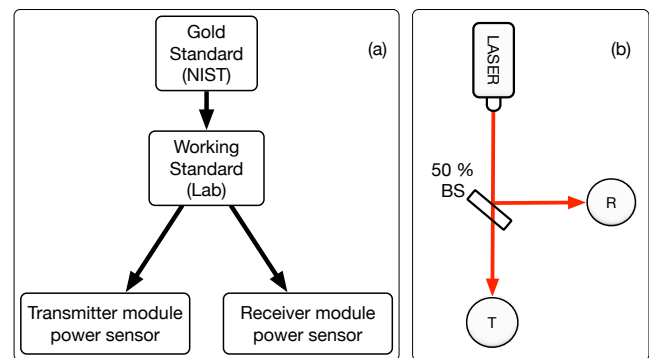 Gold
Standard
(NIST)
(a)
Working
Standard
(Lab)
Transmitter module
power sensor
Receiver module
power sensor
LASER
(b)
50 %
BS
R
T